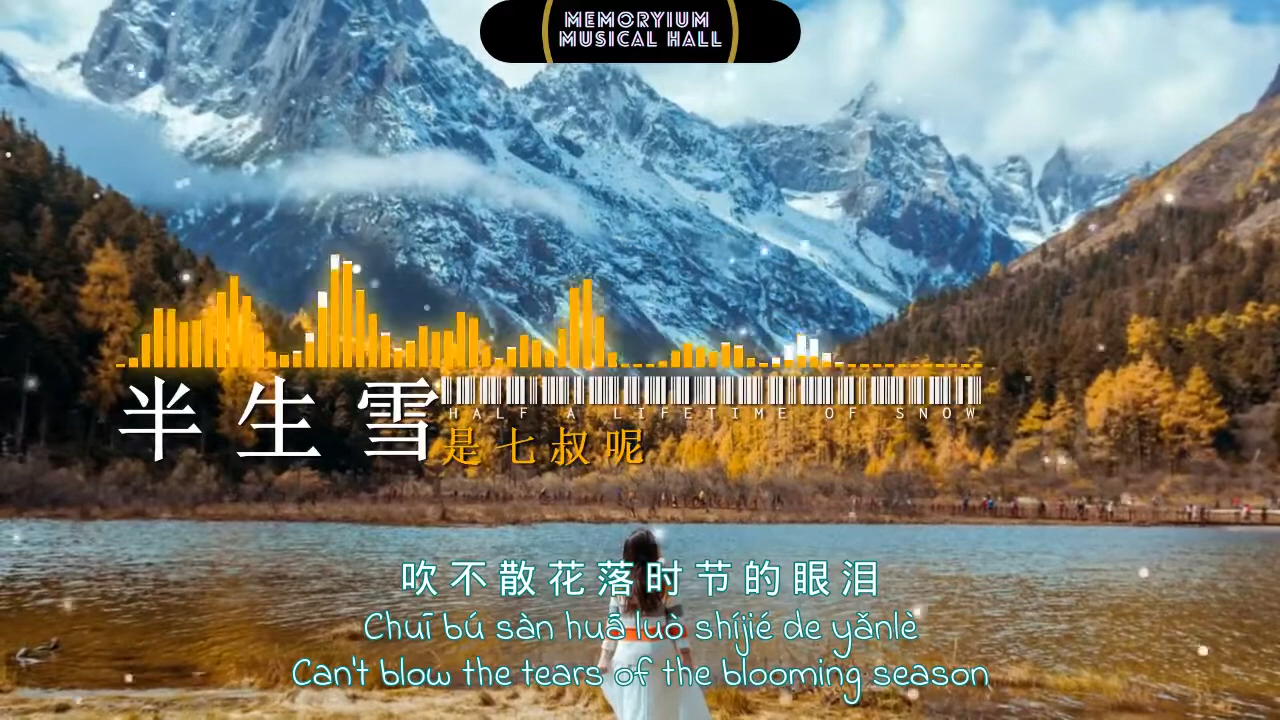 MEMORYIUM
MUSICAL HALL
半生雪
HALF A LIFETIME OF SNOW
是七叔呢
吹不散花落时节的眼泪
Chuī bú sàn huā luò shíjié de yǎnlè
Can't blow the tears of the blooming season